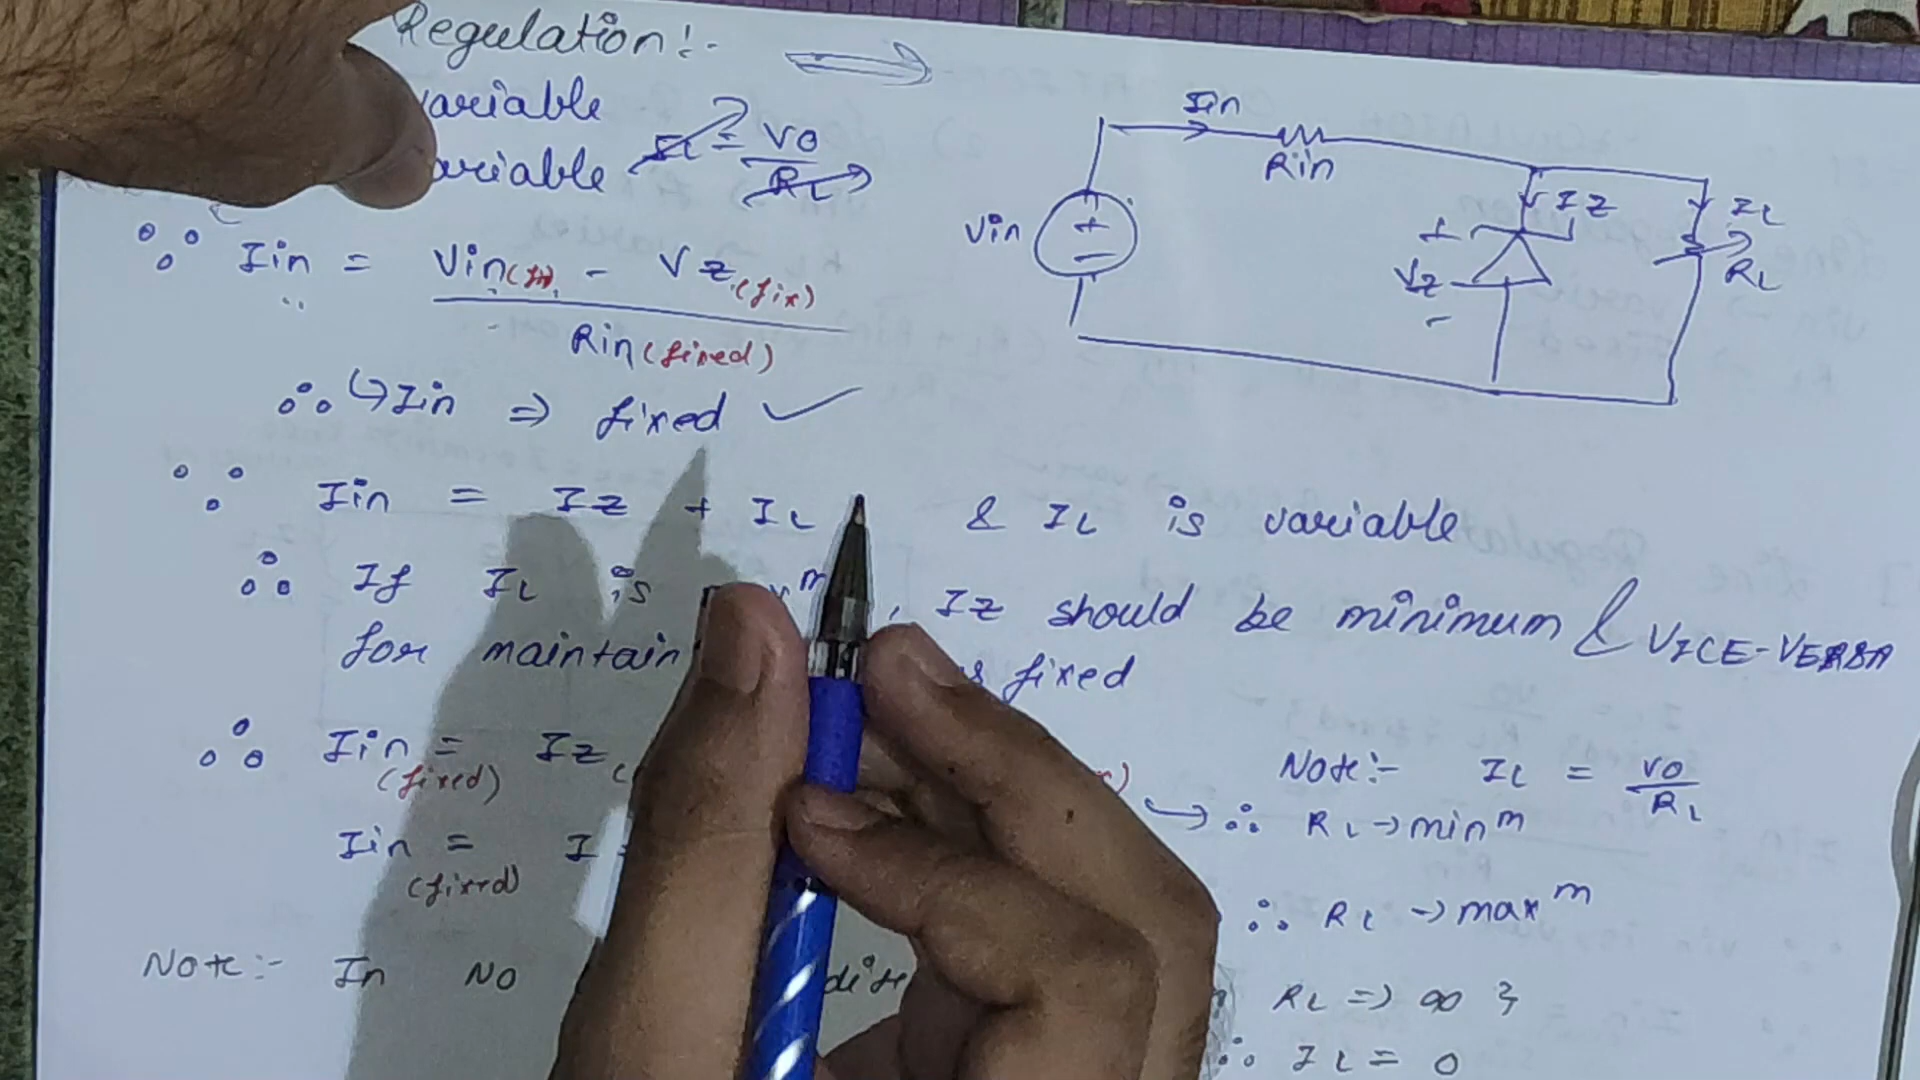 Regulation:-
variable
variable IL = VO / RL
∵ Iin = Vin(fix) - Vz(fix) / Rin(fixed)
∴ ↳ Iin ⇒ fixed ✓
∵ Iin = Iz + IL & IL is variable
∴ If IL is , Iz should be minimum & VICE-VERSA
for maintain fixed
∴ Iin(fixed) = Iz
Note:- IL = VO / RL
∴ RL → minm
Iin(fixed) = I
∴ RL → maxm
Note:- In NO
RL => ∞ }
∴ IL = 0
Iin
Rin
Vin
+
-
Iz
IL
+
Vz
-
RL